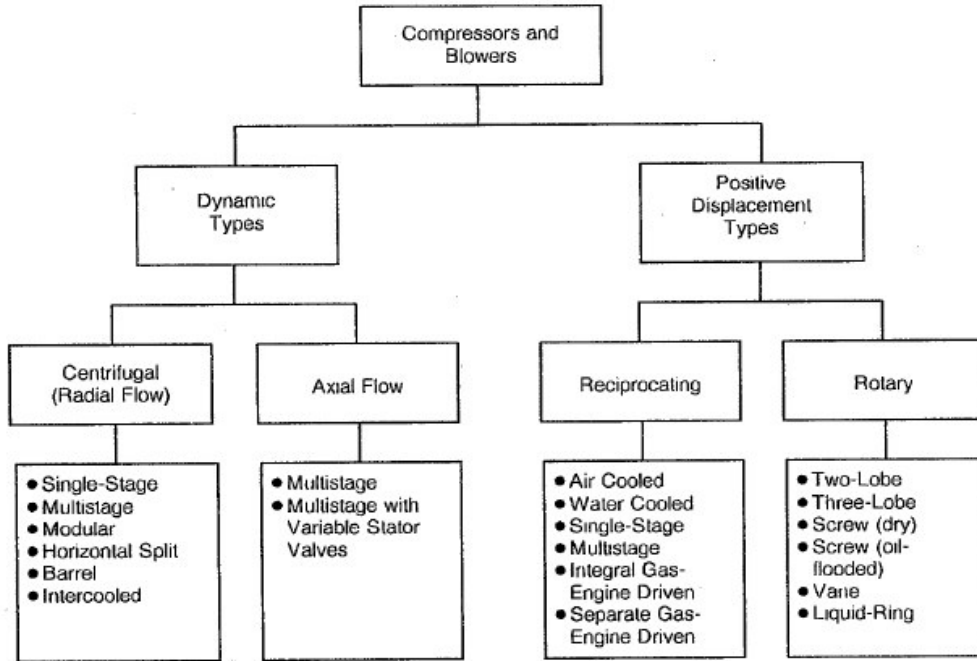 Compressors and
Blowers
Dynamic
Types
Positive
Displacement
Types
Centrifugal
(Radial Flow)
Axial Flow
Reciprocating
Rotary
● Single-Stage
● Multistage
● Modular
● Horizontal Split
● Barrel
● Intercooled
● Multistage
● Multistage with
Variable Stator
Valves
● Air Cooled
● Water Cooled
● Single-Stage
● Multistage
● Integral Gas-
Engine Driven
● Separate Gas-
Engine Driven
● Two-Lobe
● Three-Lobe
● Screw (dry)
● Screw (oil-
flooded)
● Vane
● Liquid-Ring